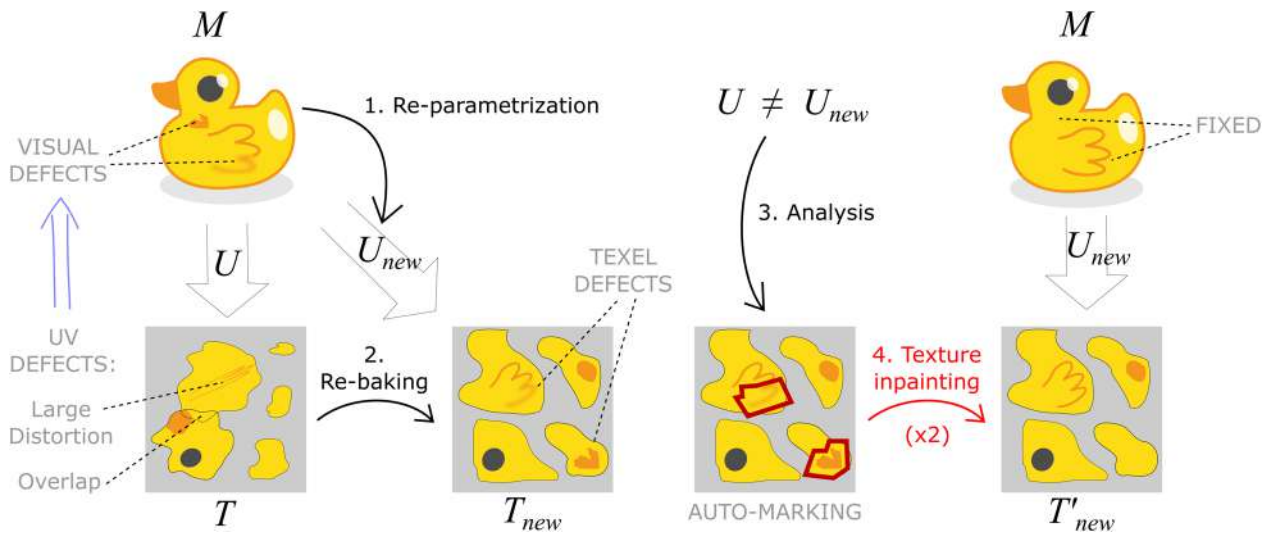 M
M
1. Re-parametrization
U ≠ U_new
FIXED
VISUAL
DEFECTS
3. Analysis
U
U_new
TEXEL
DEFECTS
U_new
UV
DEFECTS:
2.
Re-baking
4. Texture
inpainting
Large
Distortion
(x2)
Overlap
T
T_new
AUTO-MARKING
T'_new